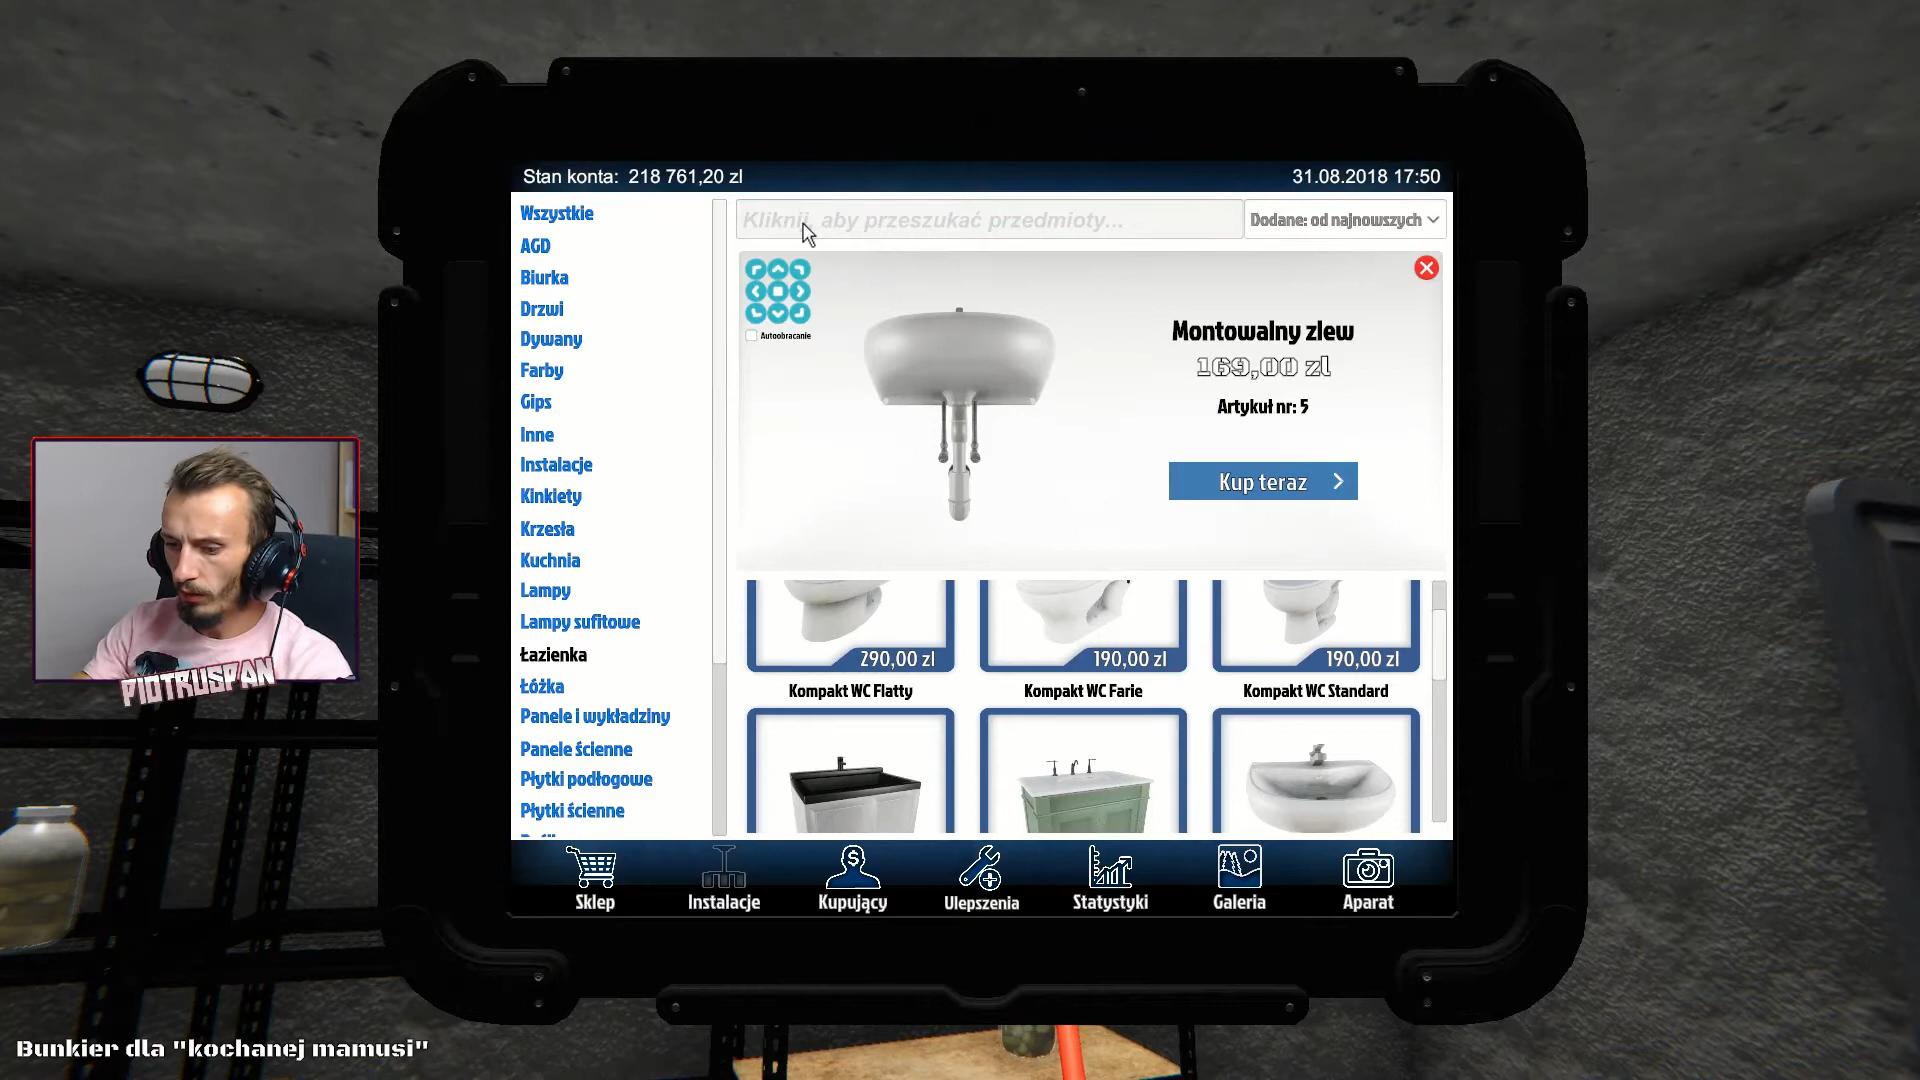 Stan konta: 218 761,20 zl
31.08.2018 17:50
Wszystkie
AGD
Biurka
Drzwi
Dywany
Farby
Gips
Inne
Instalacje
Kinkiety
Krzesła
Kuchnia
Lampy
Lampy sufitowe
Łazienka
Łóżka
Panele i wykładziny
Panele ścienne
Płytki podłogowe
Płytki ścienne
Kliknij, aby przeszukać przedmioty...
Dodane: od najnowszych
Autoobracanie
Montowalny zlew
169,00 zl
Artykuł nr: 5
Kup teraz
290,00 zl
190,00 zl
190,00 zl
Kompakt WC Flatty
Kompakt WC Farie
Kompakt WC Standard
Sklep
Instalacje
Kupujący
Ulepszenia
Statystyki
Galeria
Aparat
PIOTRUSPAN
Bunkier dla "kochanej mamusi"